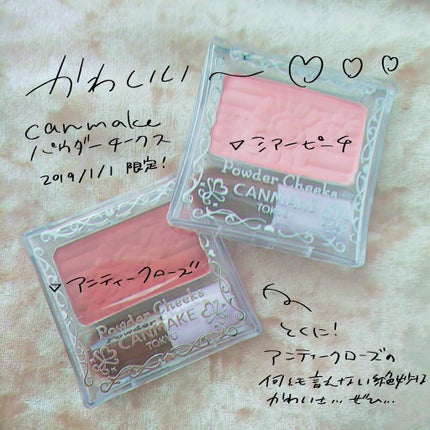 かわいい〜♡♡♡
canmake
パウダーチークス
2019/1/1 限定!
▽シアーピーチ
Powder Cheeks
CANMAKE
TOKYO
▽アンティークローズ
Powder Cheeks
CANMAKE
TOKYO
とくに!
アンティークローズの
何とも言えない絶妙な
かわいさ…ぜひ…